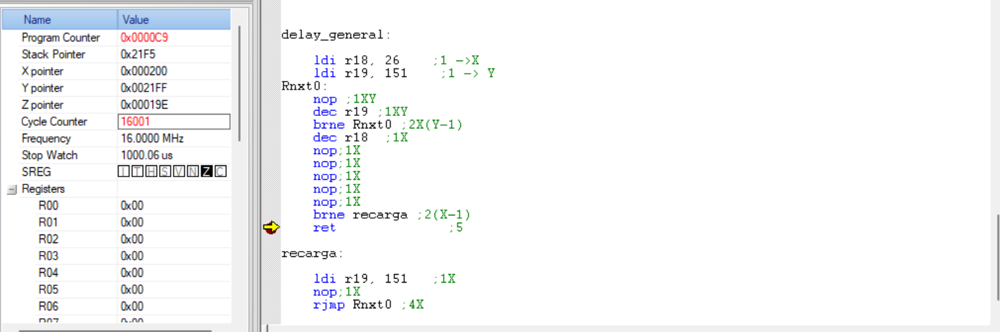 Name Value
Program Counter 0x0000C9
Stack Pointer 0x21F5
X pointer 0x000200
Y pointer 0x0021FF
Z pointer 0x00019E
Cycle Counter 16001
Frequency 16.0000 MHz
Stop Watch 1000.06 us
SREG I T H S V N Z C
Registers
R00 0x00
R01 0x00
R02 0x00
R03 0x00
R04 0x00
R05 0x00
R06 0x00
R07 0x00
delay_general:
ldi r18, 26 ;1 ->X
ldi r19, 151 ;1 -> Y
Rnxt0:
nop ;1XY
dec r19 ;1XY
brne Rnxt0 ;2X(Y-1)
dec r18 ;1X
nop;1X
nop;1X
nop;1X
nop;1X
nop;1X
brne recarga ;2(X-1)
ret ;5
recarga:
ldi r19, 151 ;1X
nop;1X
rjmp Rnxt0 ;4X